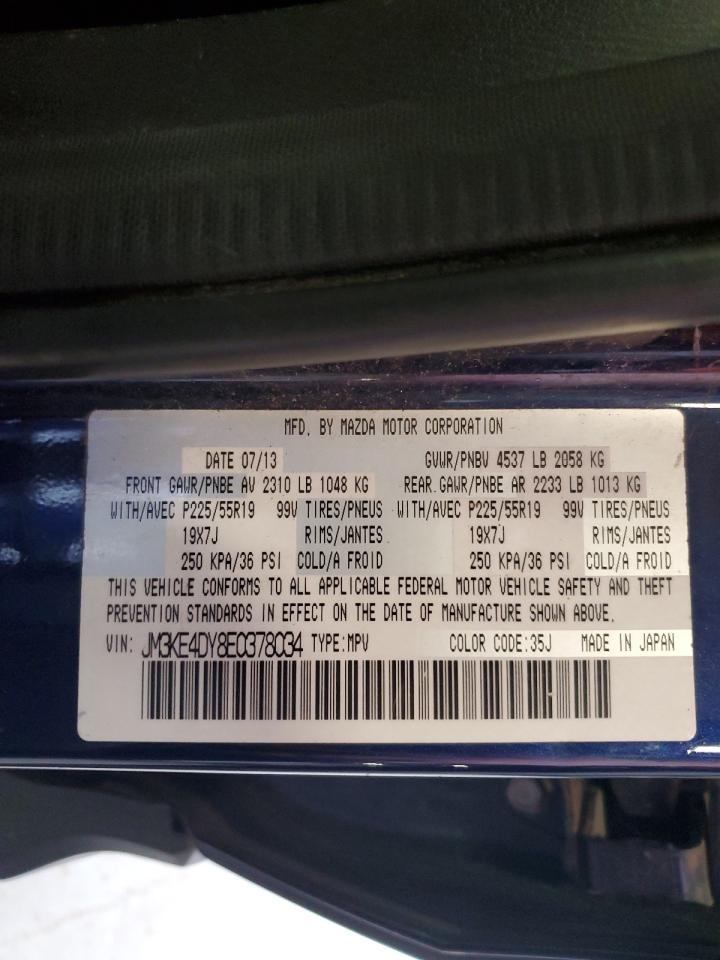 MFD. BY MAZDA MOTOR CORPORATION
DATE 07/13 GVWR/PNBV 4537 LB 2058 KG
FRONT GAWR/PNBE AV 2310 LB 1048 KG REAR GAWR/PNBE AR 2233 LB 1013 KG
WITH/AVEC P225/55R19 99V TIRES/PNEUS WITH/AVEC P225/55R19 99V TIRES/PNEUS
19X7J RIMS/JANTES 19X7J RIMS/JANTES
250 KPA/36 PSI COLD/A FROID 250 KPA/36 PSI COLD/A FROID
THIS VEHICLE CONFORMS TO ALL APPLICABLE FEDERAL MOTOR VEHICLE SAFETY AND THEFT
PREVENTION STANDARDS IN EFFECT ON THE DATE OF MANUFACTURE SHOWN ABOVE.
VIN: JM3KE4DY8E0378034 TYPE:MPV COLOR CODE:35J MADE IN JAPAN